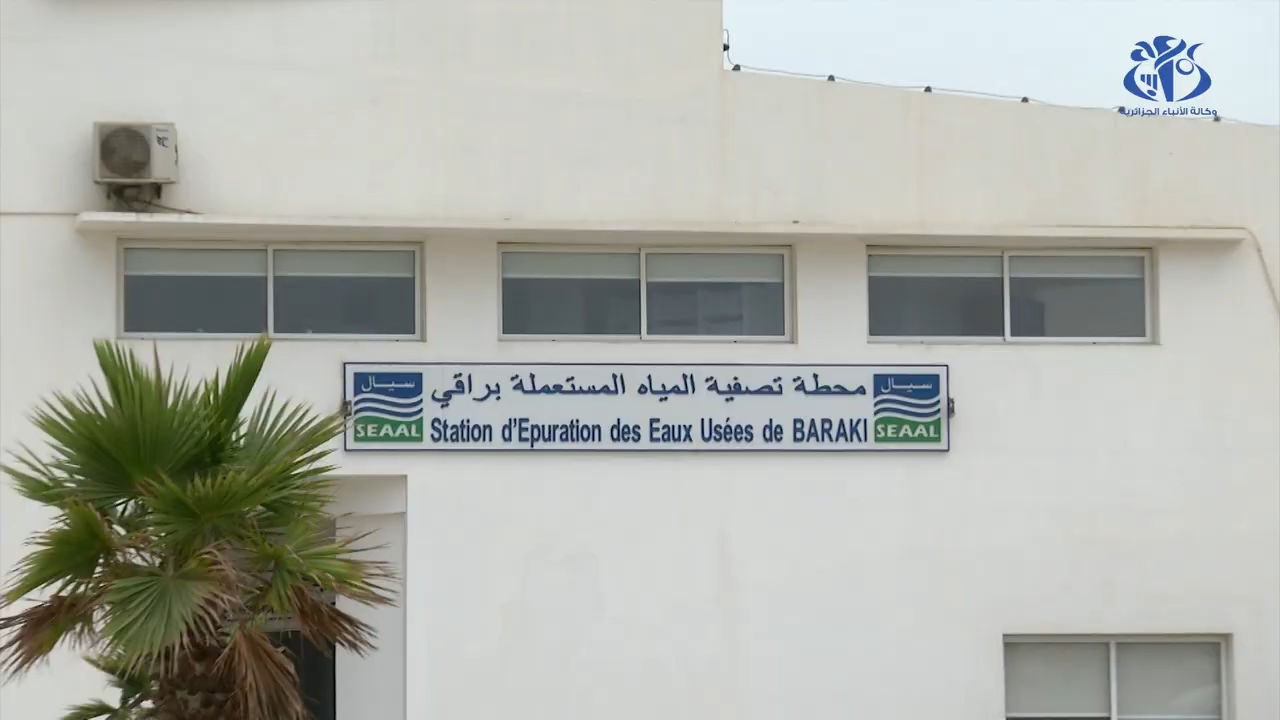 وكالة الأنباء الجزائرية
سيال
محطة تصفية المياه المستعملة براقي
سيال
SEAAL
Station d'Epuration des Eaux Usées de BARAKI
SEAAL